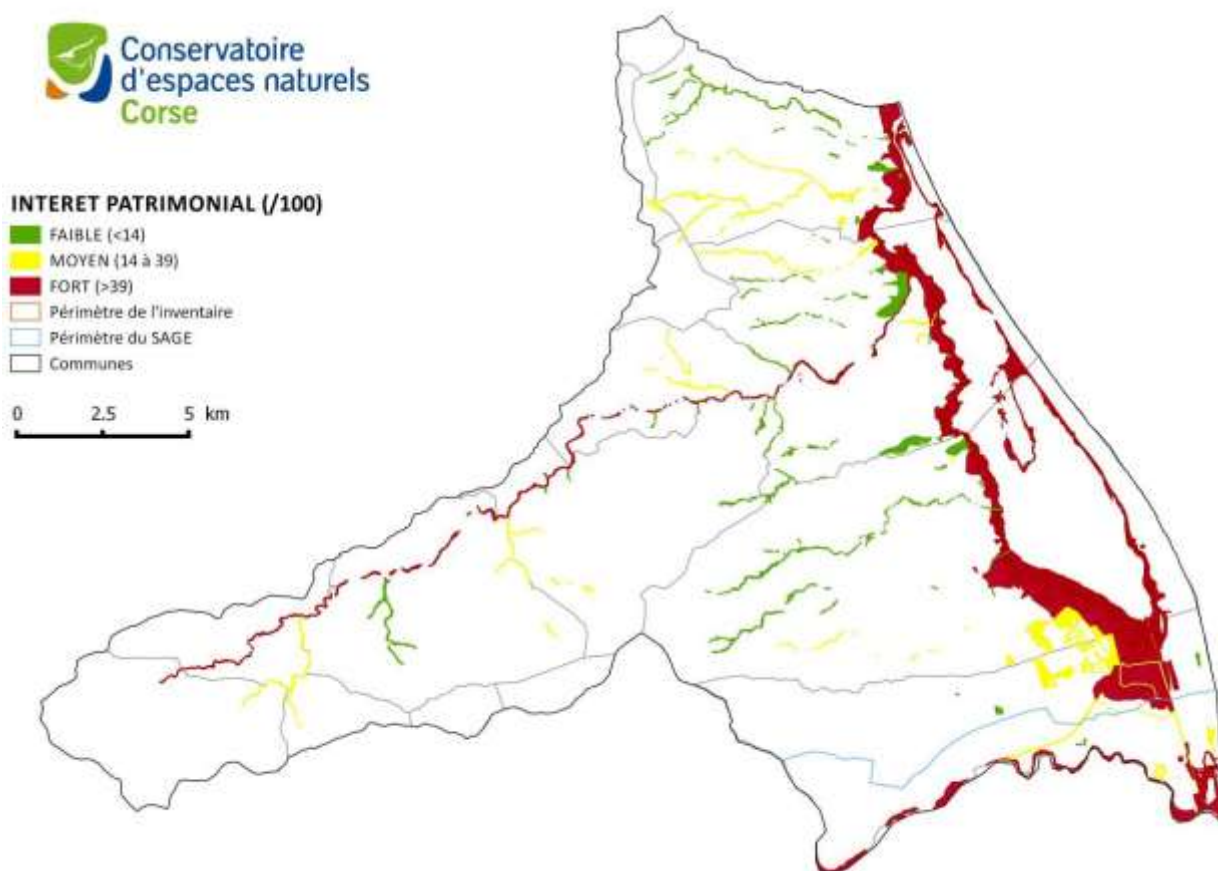 Conservatoire
d'espaces naturels
Corse
INTERET PATRIMONIAL (/100)
FAIBLE (<14)
MOYEN (14 à 39)
FORT (>39)
Périmètre de l'inventaire
Périmètre du SAGE
Communes
0 2.5 5 km